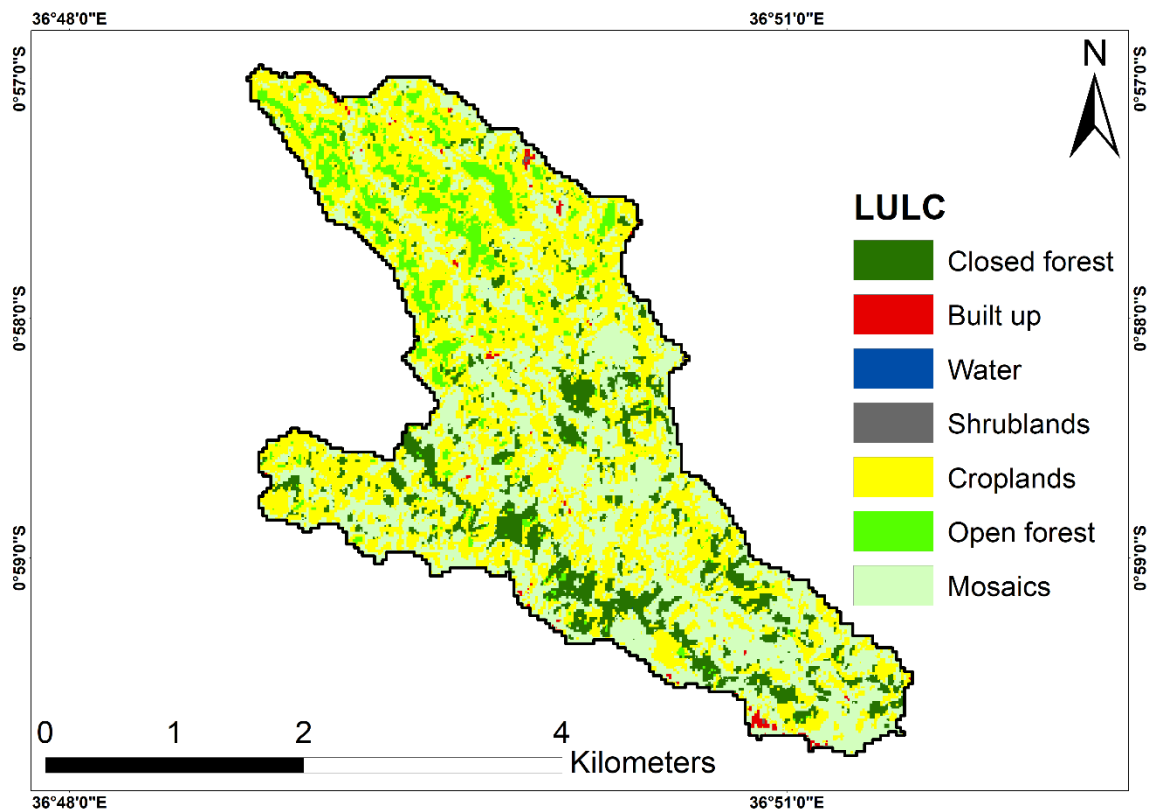 36°48'0"E
36°51'0"E
0°57'0"S
0°57'0"S
N
LULC
Closed forest
Built up
Water
Shrublands
Croplands
Open forest
Mosaics
0°58'0"S
0°58'0"S
0°59'0"S
0°59'0"S
0 1 2 4
Kilometers
36°48'0"E
36°51'0"E